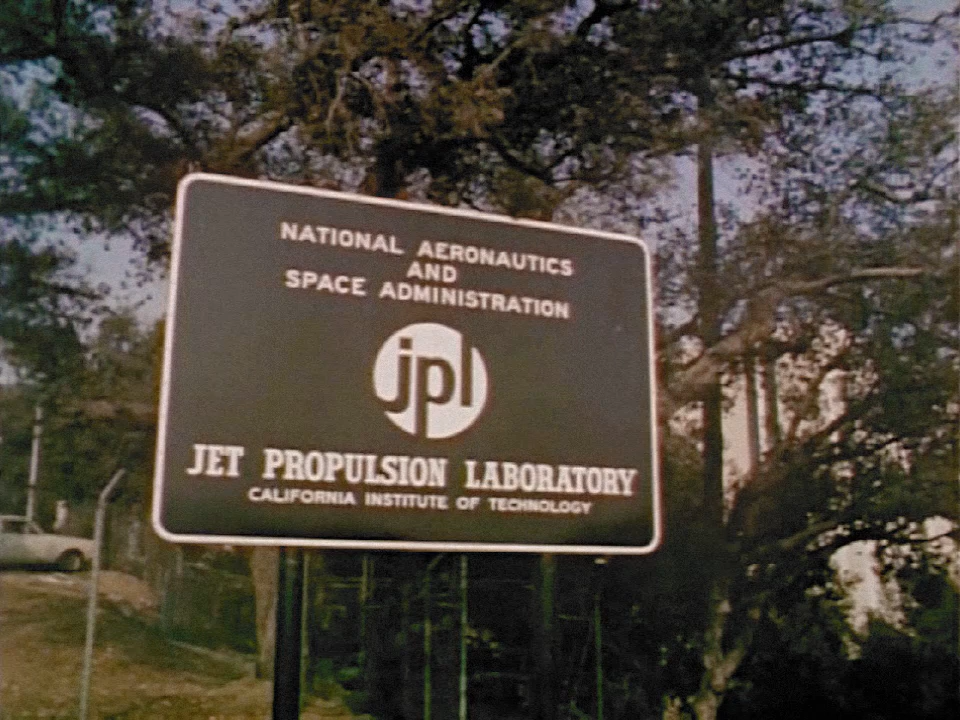 NATIONAL AERONAUTICS
AND
SPACE ADMINISTRATION
jpl
JET PROPULSION LABORATORY
CALIFORNIA INSTITUTE OF TECHNOLOGY